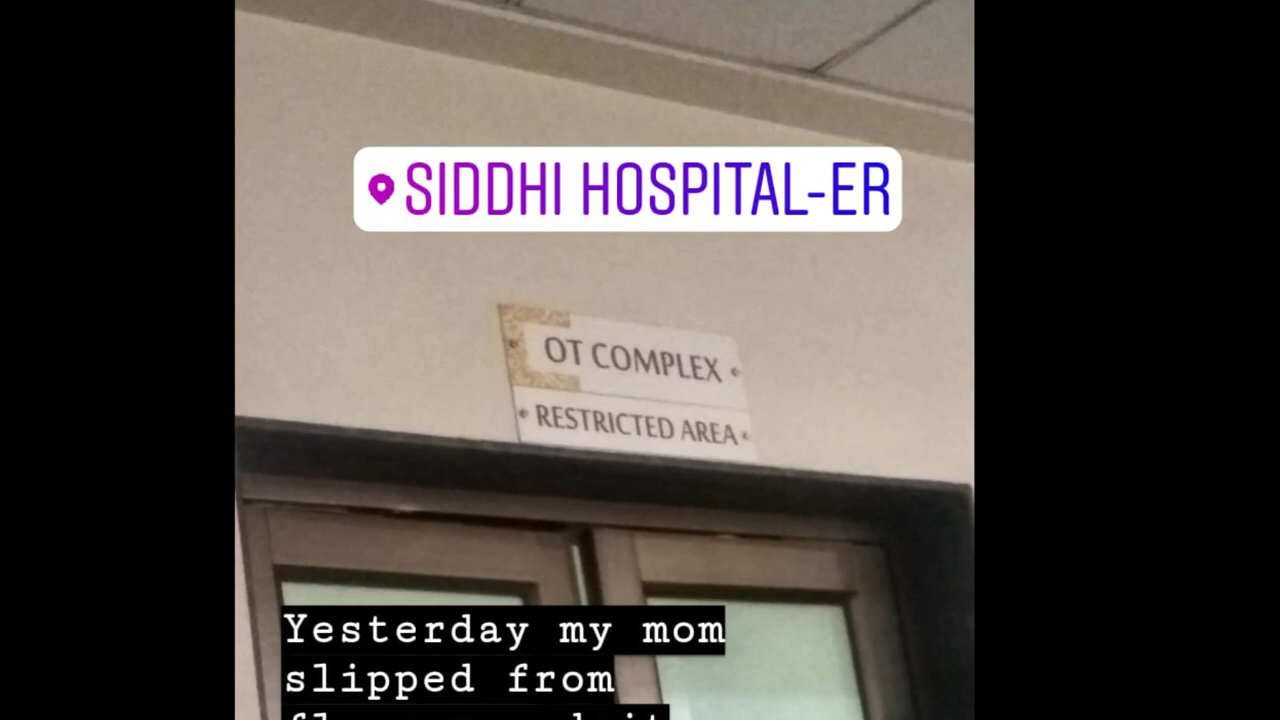 SIDDHI HOSPITAL-ER
OT COMPLEX
RESTRICTED AREA
Yesterday my mom
slipped from